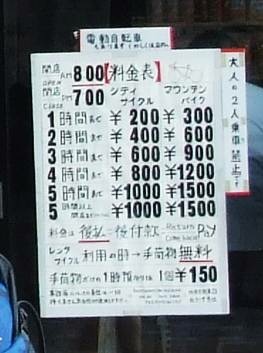 電動自転車
開店 AM 8:00 【料金表】
OPEN
閉店 PM 7:00 シティサイクル マウンテンバイク
CLOSE
1時間まで ¥200 ¥300
2時間まで ¥400 ¥600
3時間まで ¥600 ¥900
4時間まで ¥800 ¥1200
5時間まで ¥1000 ¥1500
5時間以上 ¥1000 ¥1500
料金は 後払=後付款=Return Come back Pay
レンタサイクル 利用の時→手荷物 無料
手荷物だけの 1時預かりは 1個 ¥150
大人の2人乗車 禁止です